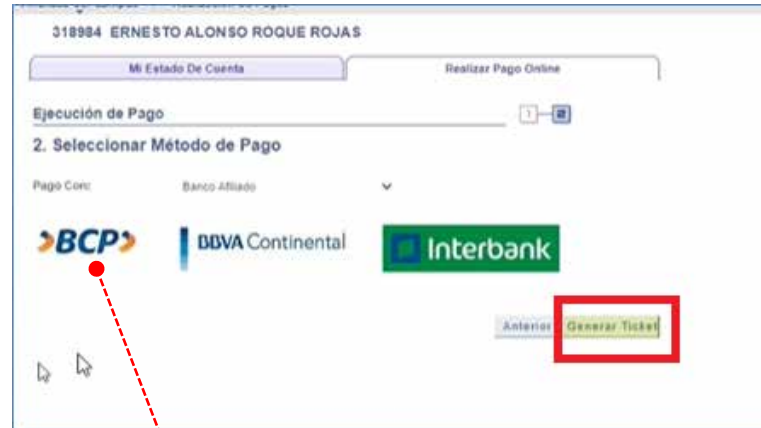 318984 ERNESTO ALONSO ROQUE ROJAS
Mi Estado De Cuenta
Realizar Pago Online
Ejecución de Pago
1
2
2. Seleccionar Método de Pago
Pago Con:
Banco Afiliado
BCP
BBVA Continental
Interbank
Anterior
Generar Ticket